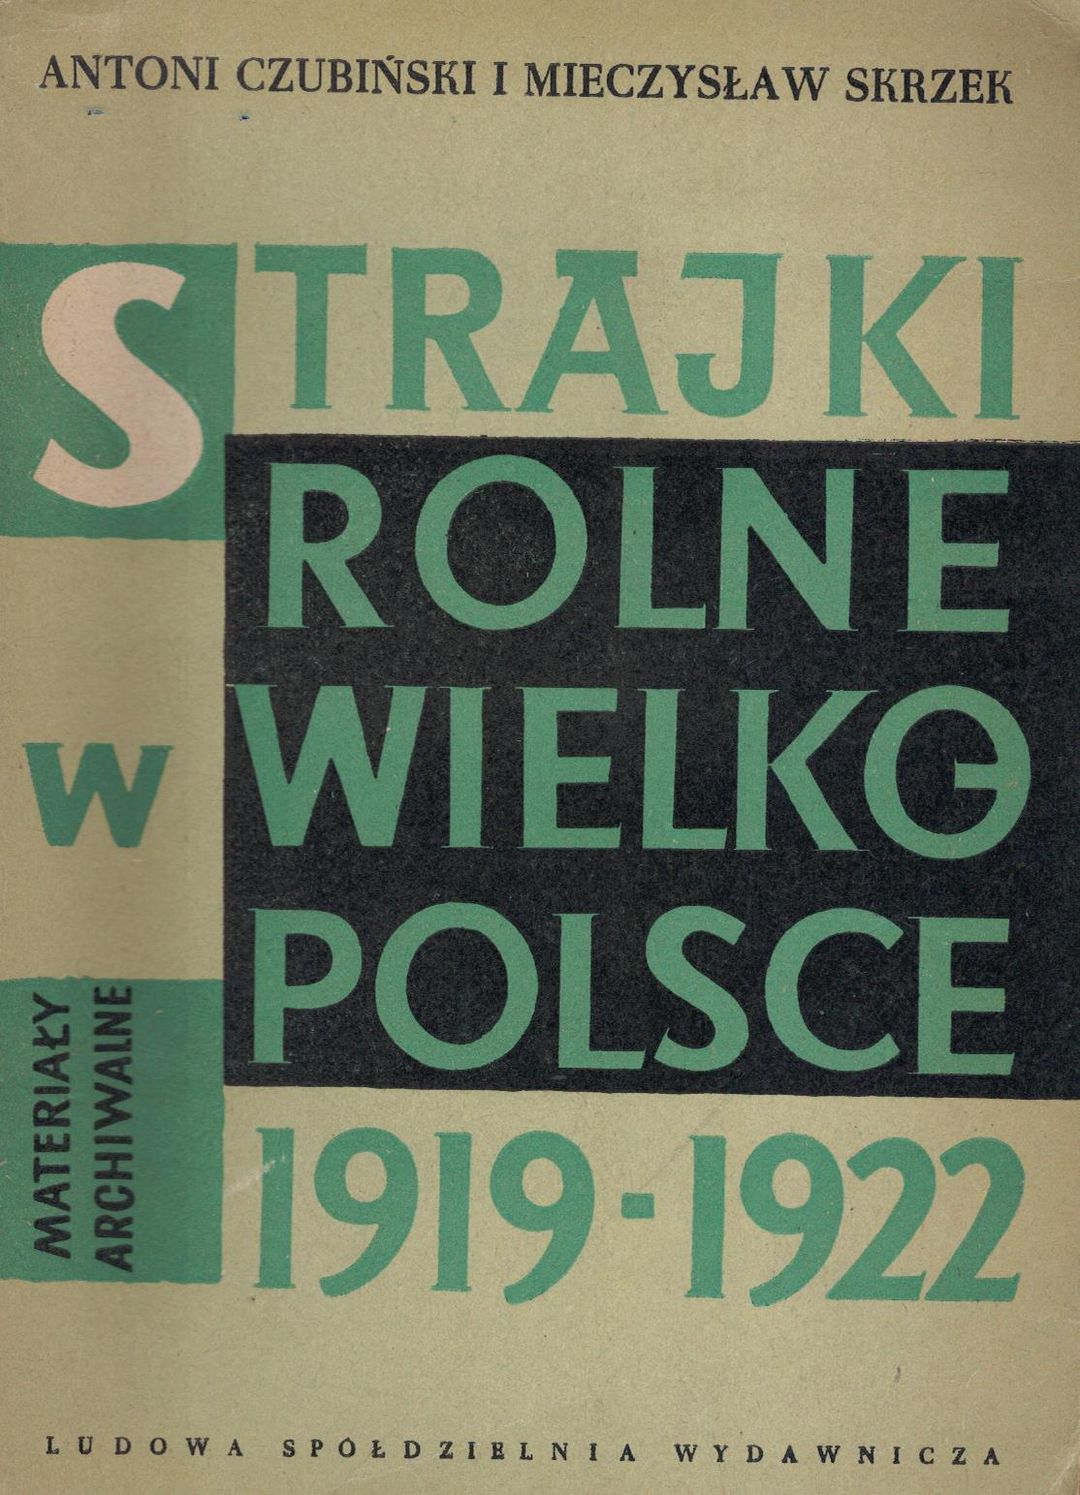 ANTONI CZUBIŃSKI I MIECZYSŁAW SKRZEK
STRAJKI
ROLNE
W WIELKO
POLSCE
1919-1922
MATERIAŁY
ARCHIWALNE
LUDOWA SPÓŁDZIELNIA WYDAWNICZA